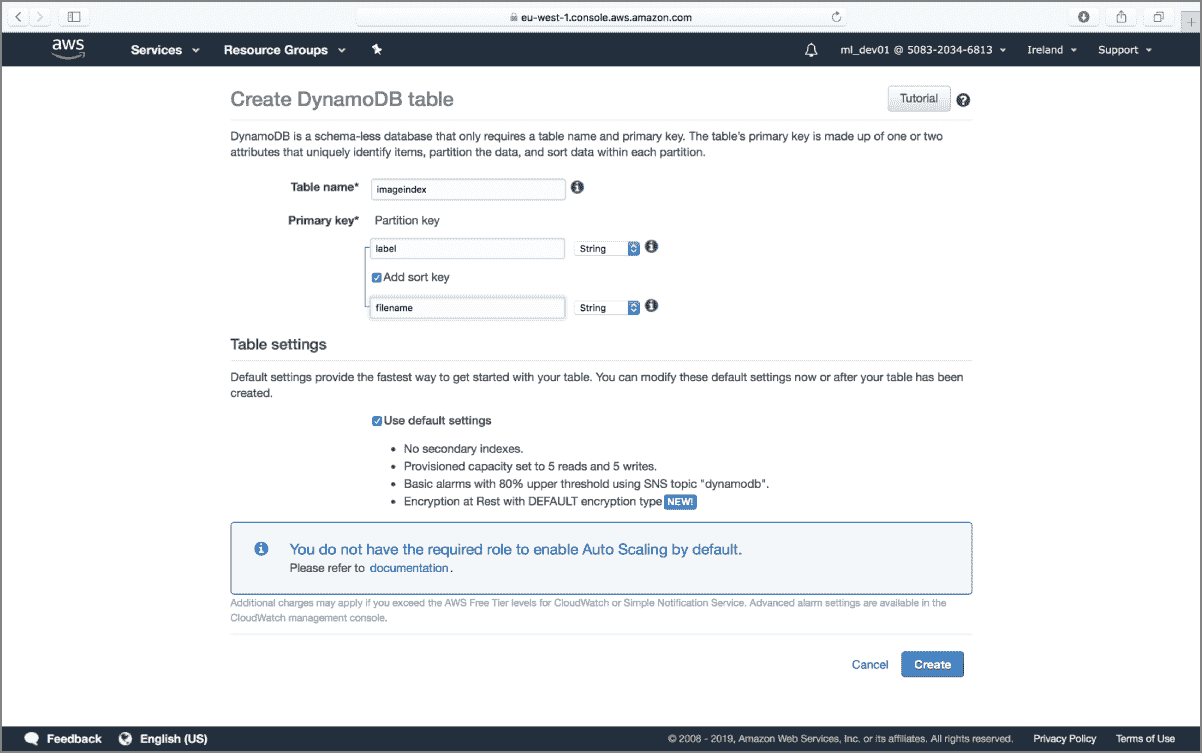 eu-west-1.console.aws.amazon.com
aws Services Resource Groups ml_dev01 @ 5083-2034-6813 Ireland Support
Create DynamoDB table Tutorial
DynamoDB is a schema-less database that only requires a table name and primary key. The table's primary key is made up of one or two
attributes that uniquely identify items, partition the data, and sort data within each partition.
Table name* imageindex
Primary key* Partition key
label String
Add sort key
filename String
Table settings
Default settings provide the fastest way to get started with your table. You can modify these default settings now or after your table has been
created.
Use default settings
• No secondary indexes.
• Provisioned capacity set to 5 reads and 5 writes.
• Basic alarms with 80% upper threshold using SNS topic "dynamodb".
• Encryption at Rest with DEFAULT encryption type NEW!
You do not have the required role to enable Auto Scaling by default.
Please refer to documentation.
Additional charges may apply if you exceed the AWS Free Tier levels for CloudWatch or Simple Notification Service. Advanced alarm settings are available in the
CloudWatch management console.
Cancel Create
Feedback English (US) © 2008 - 2019, Amazon Web Services, Inc. or its affiliates. All rights reserved. Privacy Policy Terms of Use